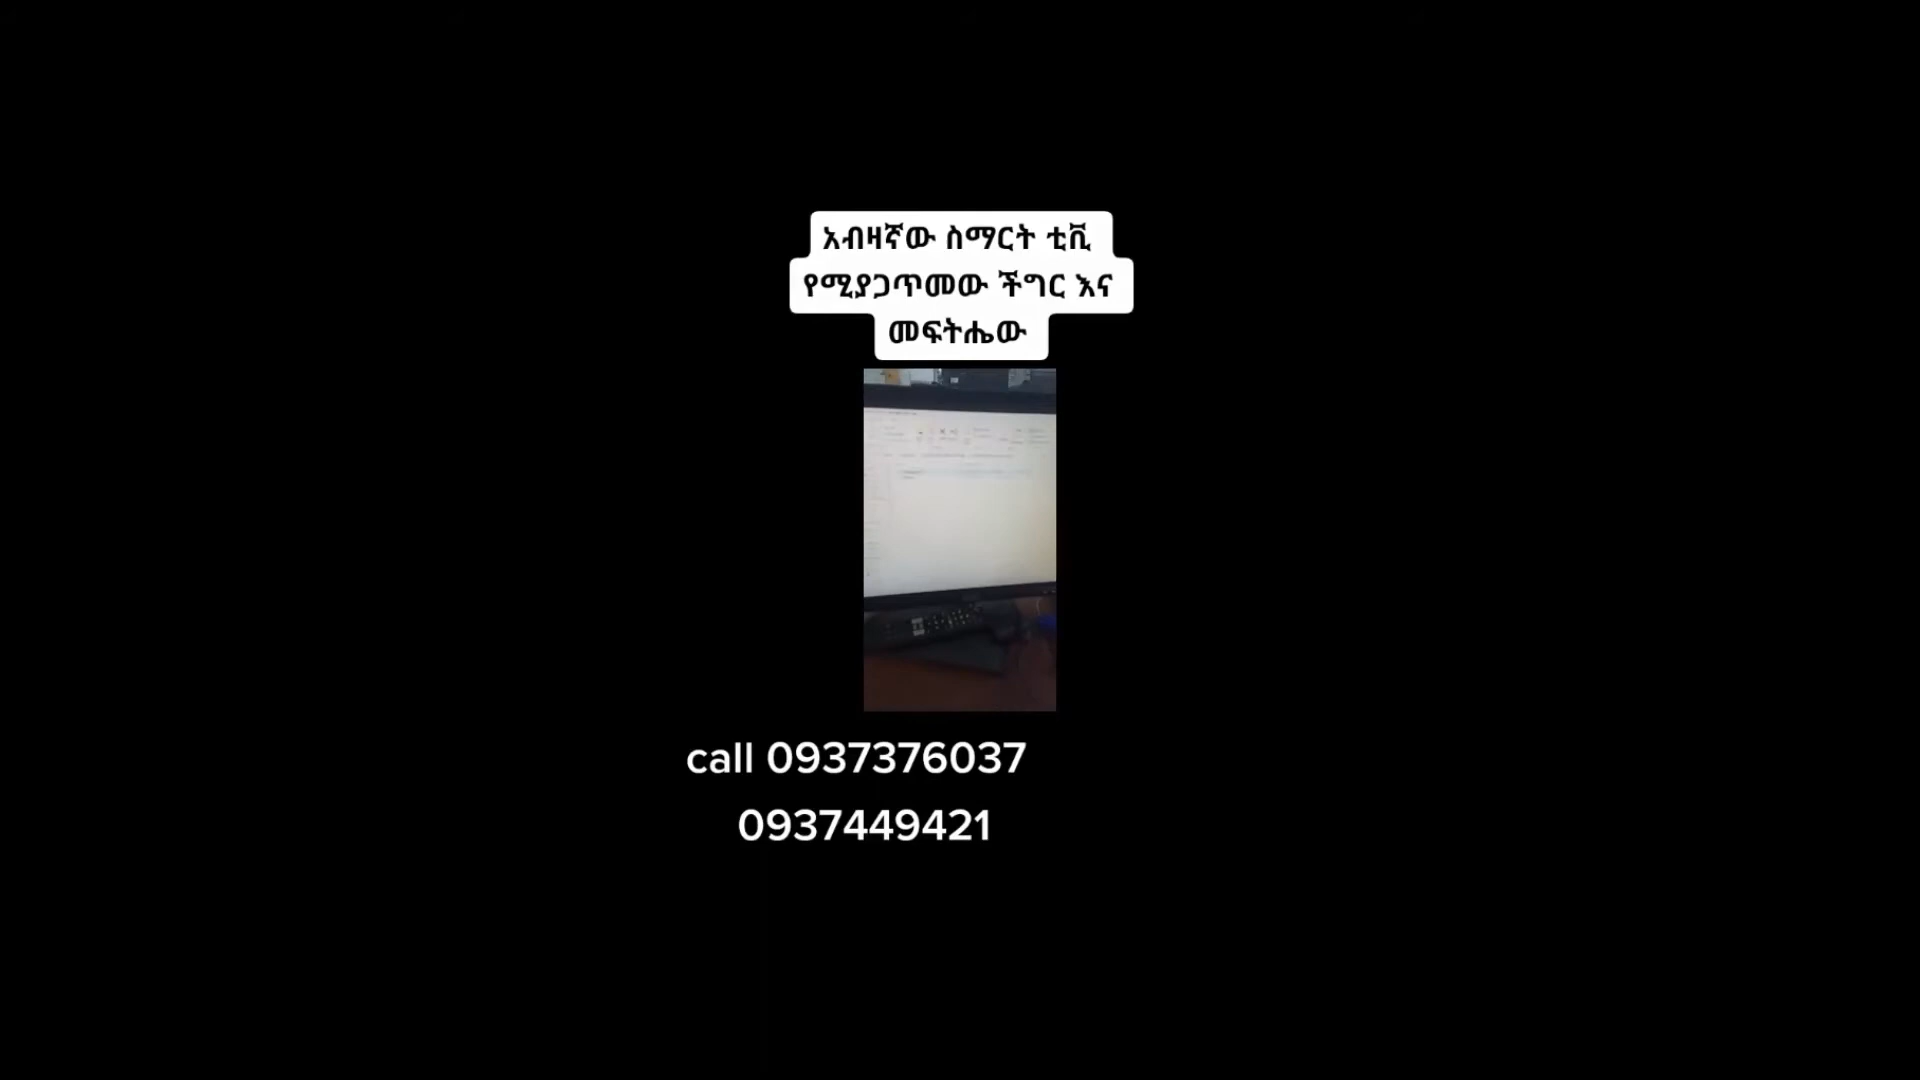 አብዛኛው ስማርት ቲቪ
የሚያጋጥመው ችግር እና
መፍትሔው
call 0937376037
0937449421